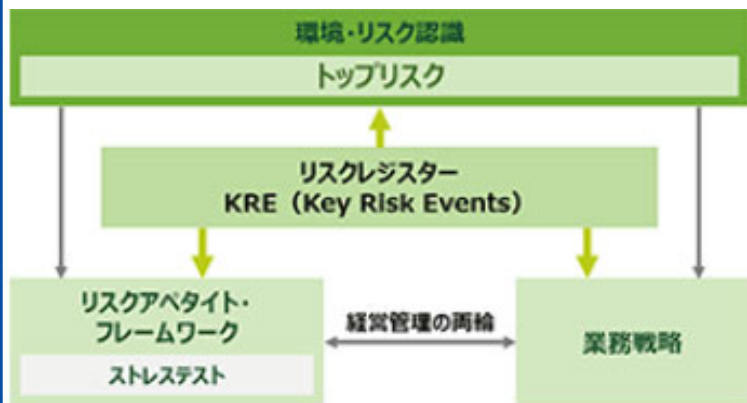 環境・リスク認識
トップリスク
リスクレジスター
KRE（Key Risk Events）
リスクアペタイト・
フレームワーク
ストレステスト
経営管理の両輪
業務戦略